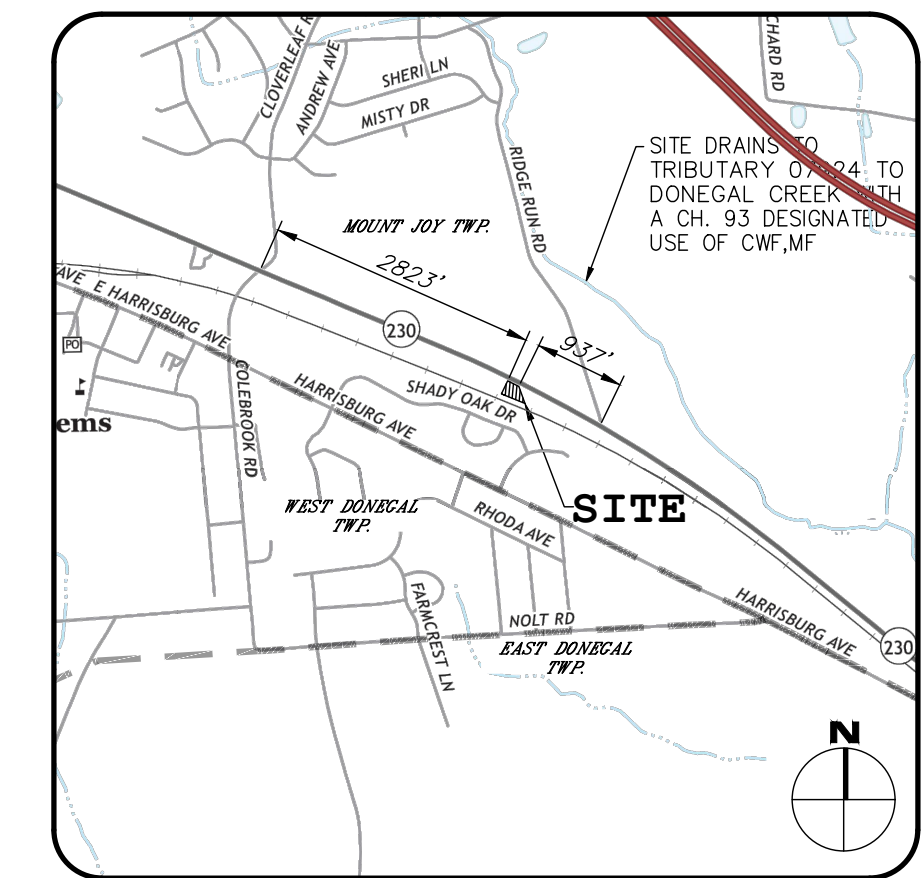 CLOVERLEAF R
ANDREW AVE
SHERI LN
MISTY DR
CHARD RD
RIDGE RUN RD
SITE DRAINS TO
TRIBUTARY TO
DONEGAL CREEK WITH
A CH. 93 DESIGNATED
USE OF CWF,MF
MOUNT JOY TWP.
2823'
230
937'
AVE
E HARRISBURG AVE
PO
COLEBROOK RD
HARRISBURG AVE
SHADY OAK DR
ems
WEST DONEGAL
TWP.
SITE
RHODA AVE
FARMCREST LN
NOLT RD
HARRISBURG AVE
EAST DONEGAL
TWP.
230
N